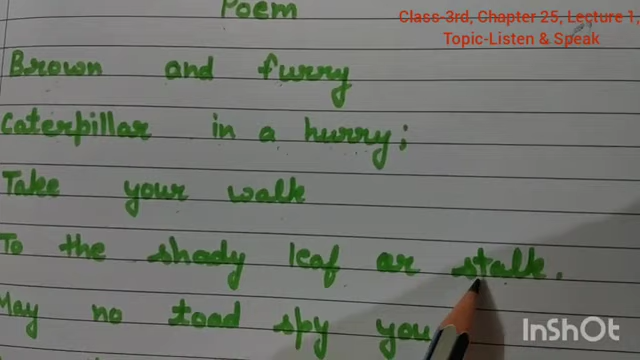 Poem
Class-3rd, Chapter 25, Lecture 1,
Topic-Listen & Speak
Brown and furry
Caterpillar in a hurry;
Take your walk
To the shady leaf or stalk.
May no toad spy you
InShOt